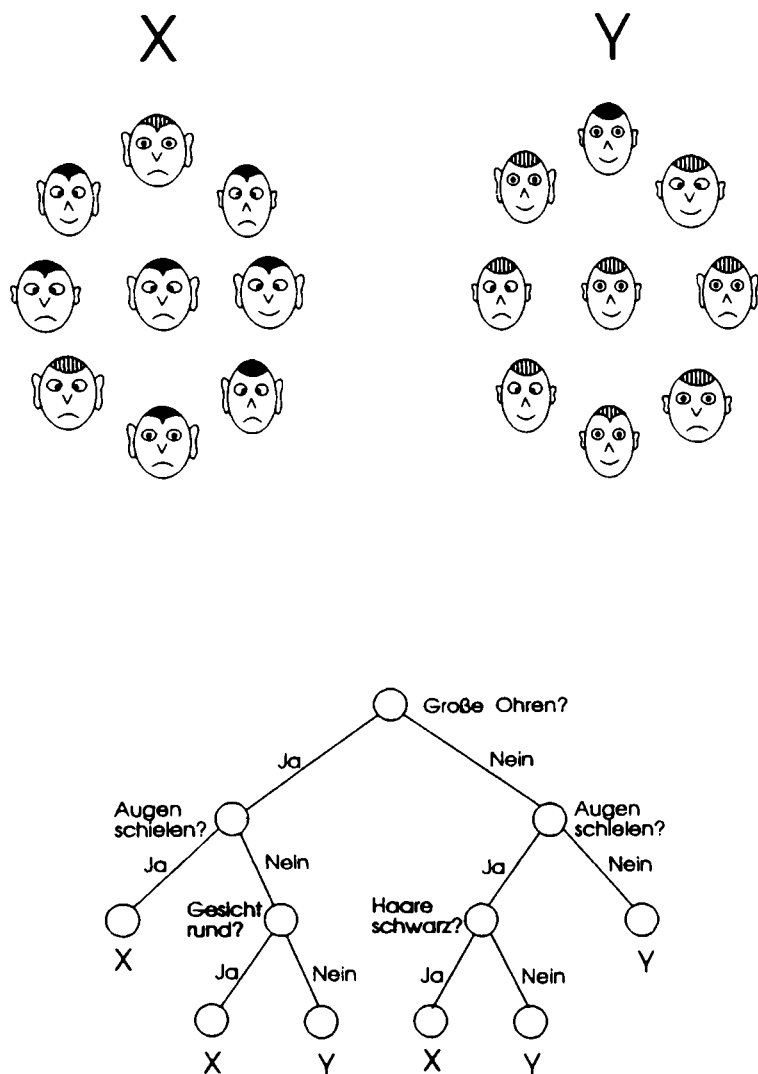 X Y
Große Ohren?
Ja Nein
Augen
schielen?
Augen
schielen?
Ja Nein Ja Nein
Gesicht
rund?
Haare
schwarz?
X Y
Ja Nein Ja Nein
X Y X Y